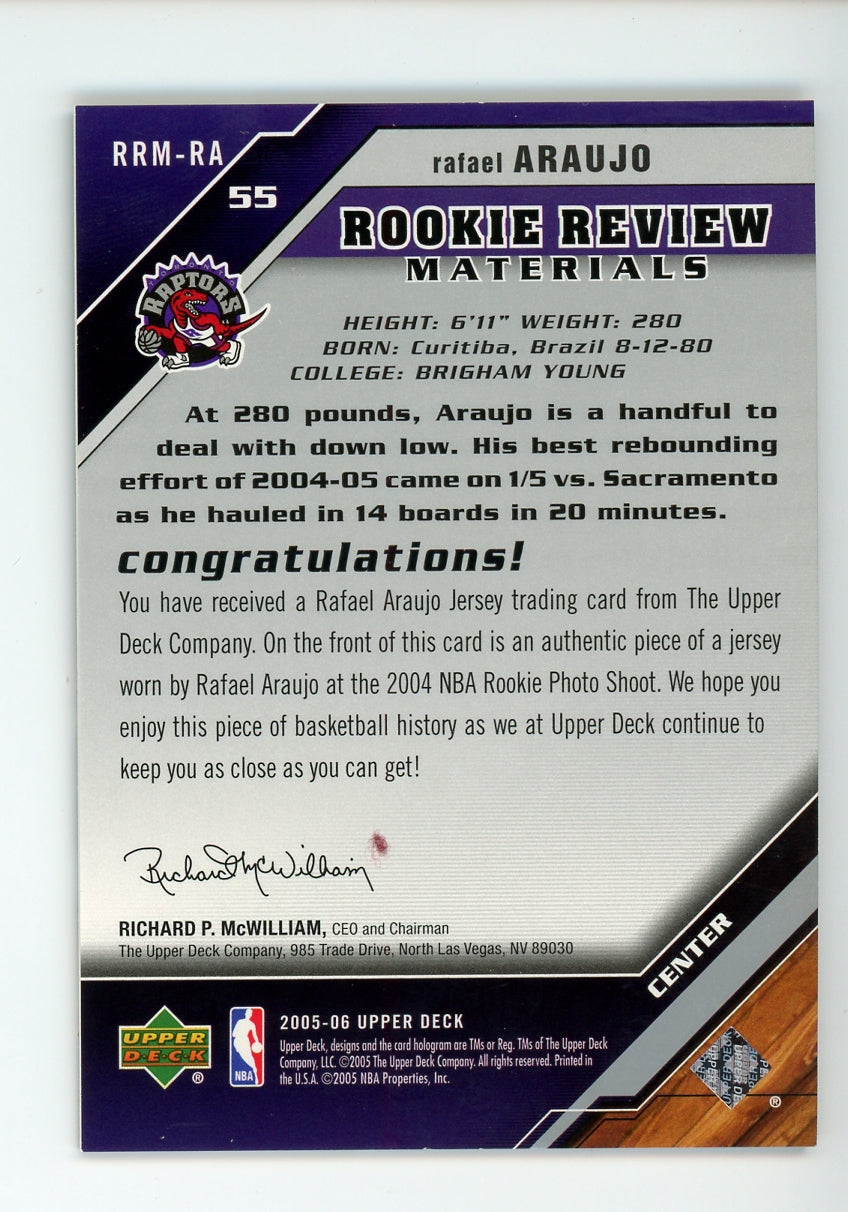 RRM-RA
rafael ARAUJO
55
ROOKIE REVIEW
MATERIALS
TORONTO
RAPTORS
HEIGHT: 6'11" WEIGHT: 280
BORN: Curitiba, Brazil 8-12-80
COLLEGE: BRIGHAM YOUNG
At 280 pounds, Araujo is a handful to
deal with down low. His best rebounding
effort of 2004-05 came on 1/5 vs. Sacramento
as he hauled in 14 boards in 20 minutes.
congratulations!
You have received a Rafael Araujo Jersey trading card from The Upper
Deck Company. On the front of this card is an authentic piece of a jersey
worn by Rafael Araujo at the 2004 NBA Rookie Photo Shoot. We hope you
enjoy this piece of basketball history as we at Upper Deck continue to
keep you as close as you can get!
Richard McWilliam
RICHARD P. McWILLIAM, CEO and Chairman
The Upper Deck Company, 985 Trade Drive, North Las Vegas, NV 89030
CENTER
UPPER
D·E·C·K
®
NBA
2005-06 UPPER DECK
Upper Deck, designs and the card hologram are TMs or Reg. TMs of The Upper Deck
Company, LLC. ©2005 The Upper Deck Company. All rights reserved. Printed in
the U.S.A. ©2005 NBA Properties, Inc.
UPPER DECK
®